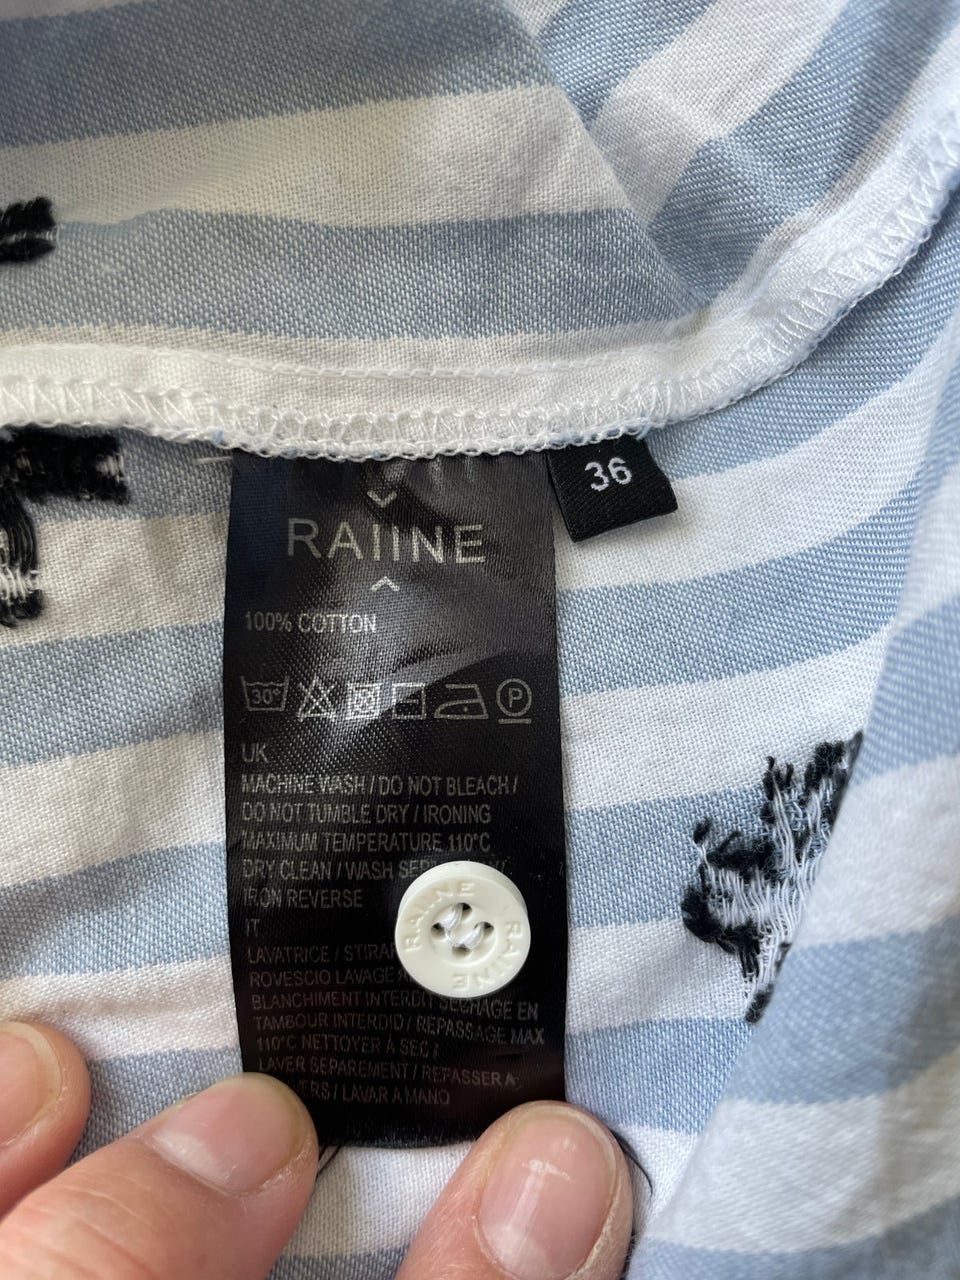 36
RAIINE
100% COTTON
30° P
UK
MACHINE WASH / DO NOT BLEACH /
DO NOT TUMBLE DRY / IRONING
MAXIMUM TEMPERATURE 110°C
DRY CLEAN / WASH
IRON REVERSE
IT
LAVATRICE /
ROVESCIO LAVAGE
BLANCHIMENT INTERDIT SECHAGE EN
TAMBOUR INTERDID / REPASSAGE MAX
110°C NETTOYER À SEC /
LAVER SEPAREMENT / REPASSER A
/ LAVAR A MANO
RAIINE RAIINE RAIINE